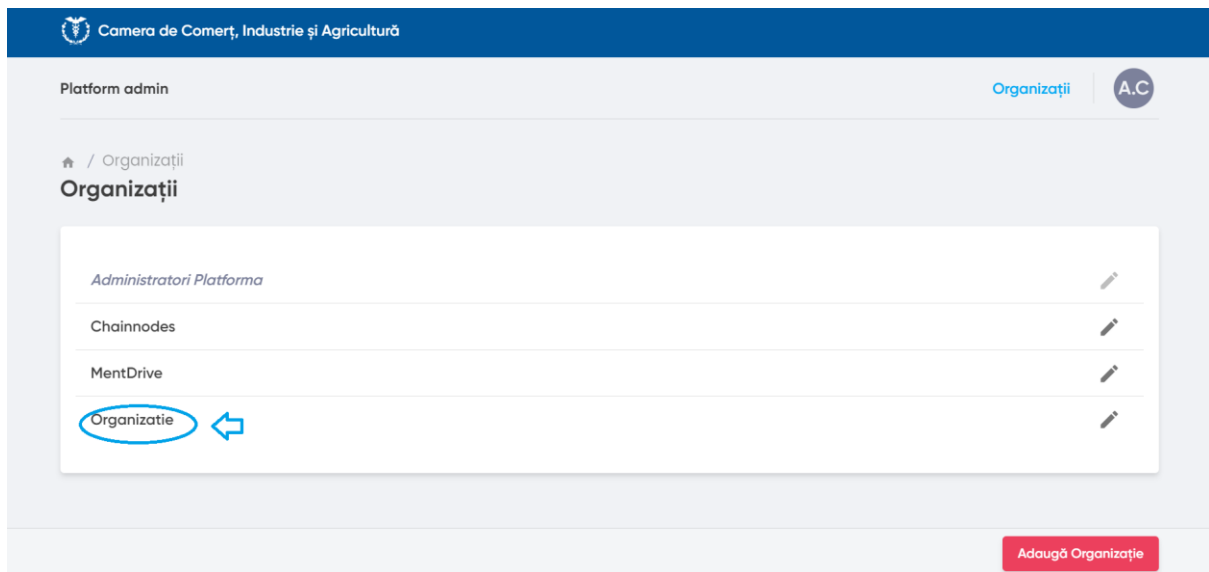 Camera de Comerț, Industrie și Agricultură
Platform admin
Organizații
A.C
/ Organizații
Organizații
Administratori Platforma
Chainnodes
MentDrive
Organizatie
Adaugă Organizație